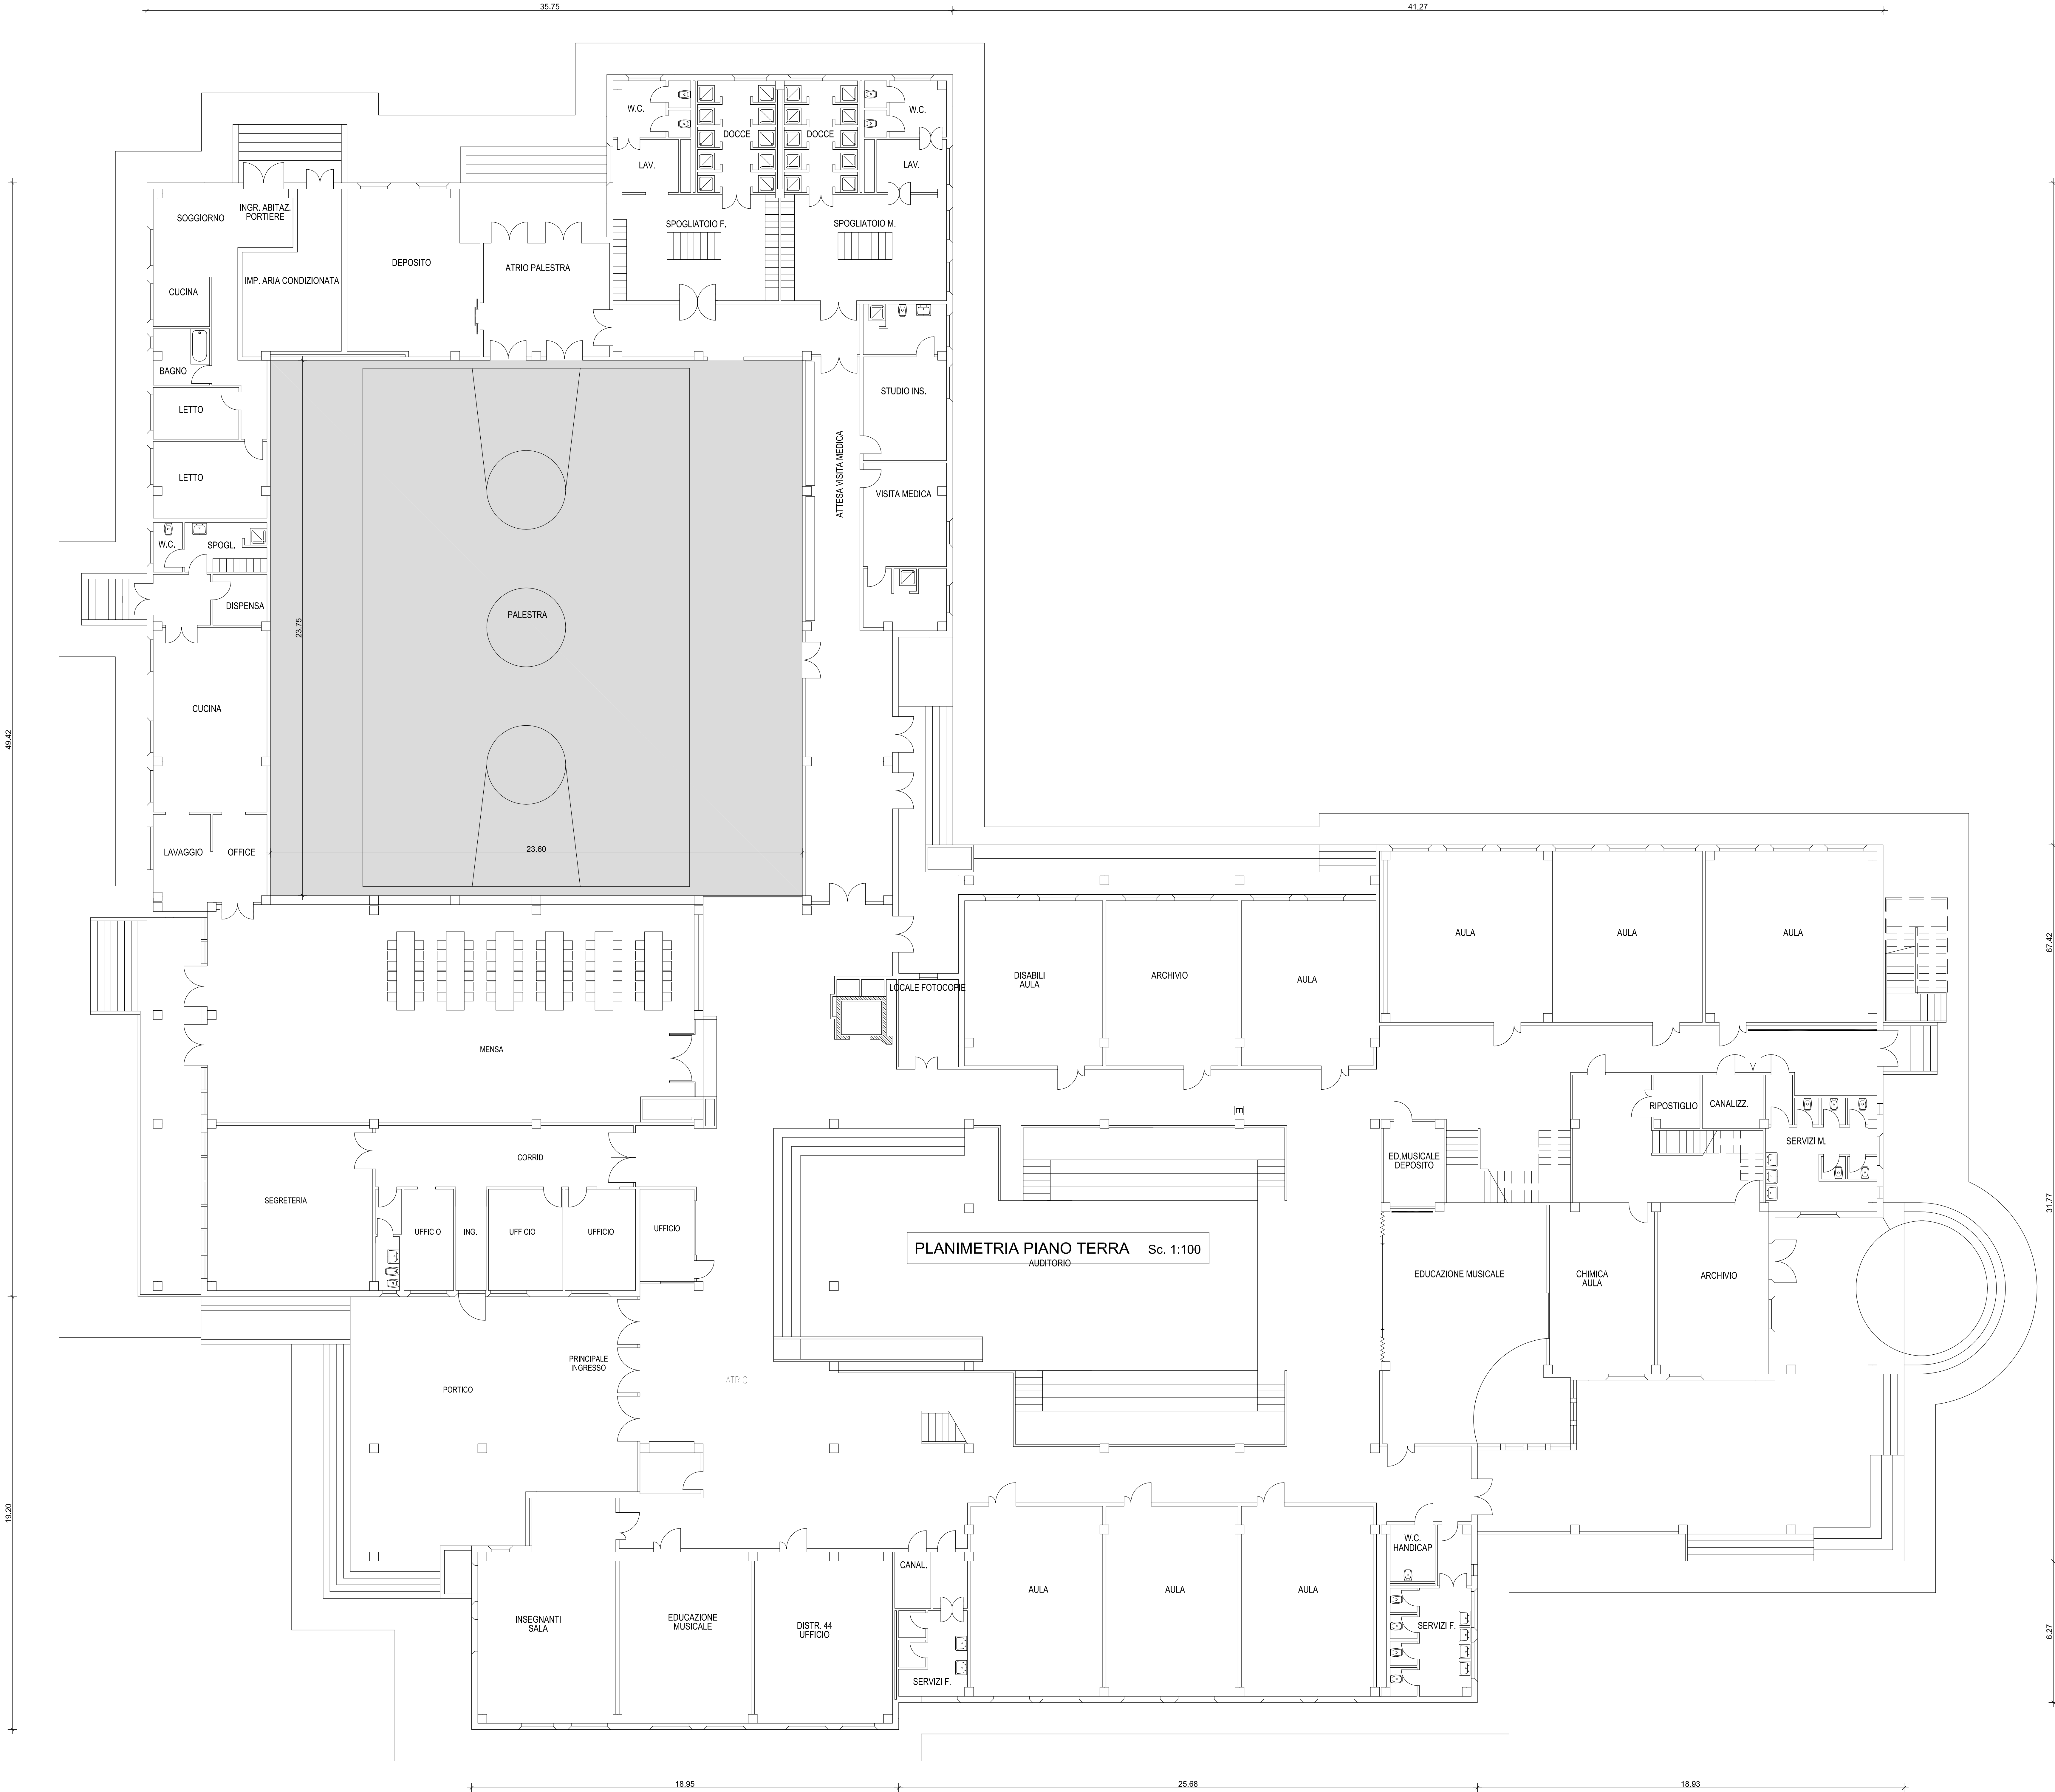 35.75
41.27
W.C.
DOCCE
DOCCE
W.C.
LAV.
LAV.
SOGGIORNO
INGR. ABITAZ.
PORTIERE
SPOGLIATOIO F.
SPOGLIATOIO M.
DEPOSITO
ATRIO PALESTRA
IMP. ARIA CONDIZIONATA
CUCINA
BAGNO
STUDIO INS.
LETTO
ATTESA VISITA MEDICA
LETTO
VISITA MEDICA
W.C.
SPOGL.
DISPENSA
PALESTRA
23.75
CUCINA
49.42
LAVAGGIO
OFFICE
23.60
67.42
AULA
AULA
AULA
DISABILI
AULA
ARCHIVIO
AULA
LOCALE FOTOCOPIE
MENSA
E
RIPOSTIGLIO
CANALIZZ.
SERVIZI M.
CORRID
ED.MUSICALE
DEPOSITO
SEGRETERIA
31.77
UFFICIO
ING.
UFFICIO
UFFICIO
UFFICIO
PLANIMETRIA PIANO TERRA Sc. 1:100
AUDITORIO
EDUCAZIONE MUSICALE
CHIMICA
AULA
ARCHIVIO
PRINCIPALE
INGRESSO
PORTICO
ATRIO
19.20
W.C.
HANDICAP
CANAL.
AULA
AULA
AULA
INSEGNANTI
SALA
EDUCAZIONE
MUSICALE
DISTR. 44
UFFICIO
SERVIZI F.
6.27
SERVIZI F.
18.95
25.68
18.93